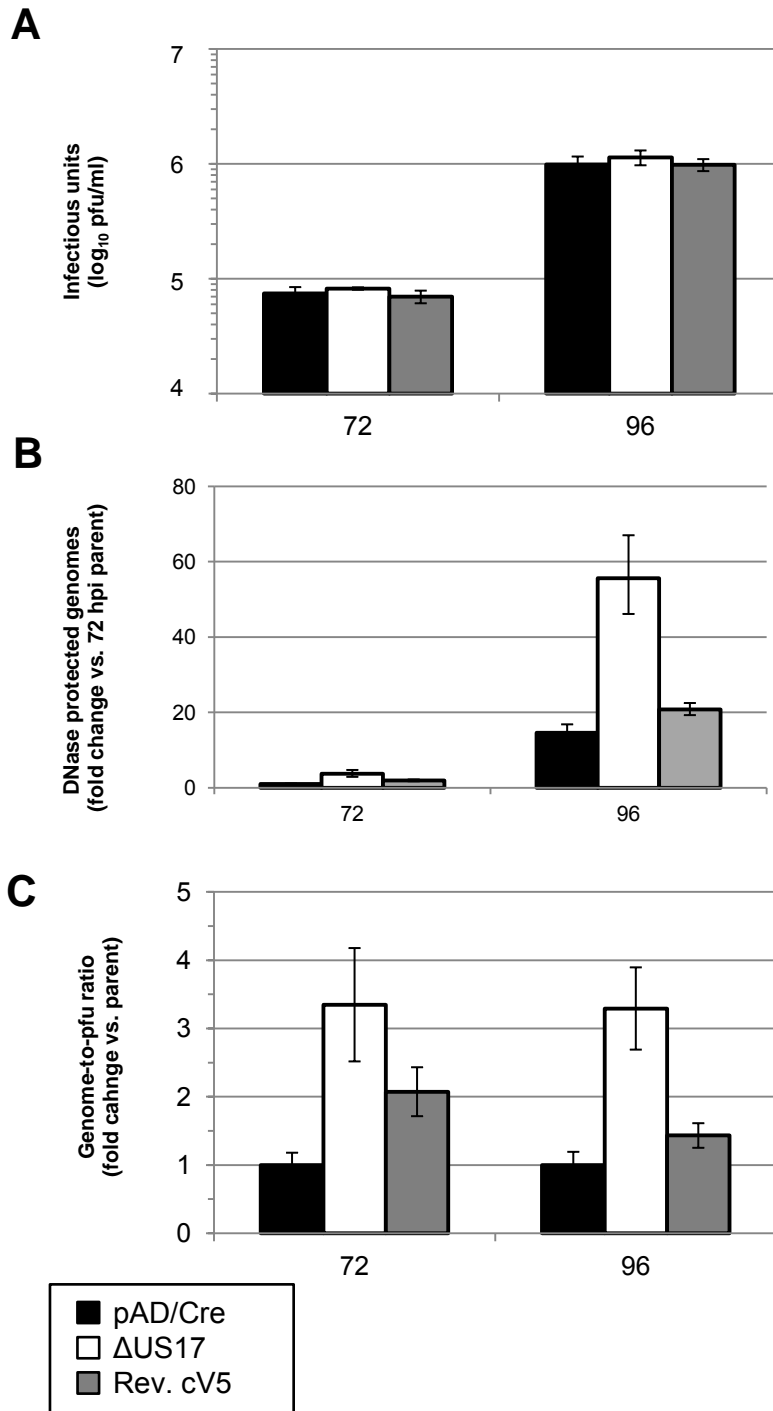 A
Infectious units
(log₁₀ pfu/ml)
7
6
5
4
72 96
B
DNase protected genomes
(fold change vs. 72 hpi parent)
80
60
40
20
0
72 96
C
Genome-to-pfu ratio
(fold cahnge vs. parent)
5
4
3
2
1
0
72 96
pAD/Cre
ΔUS17
Rev. cV5